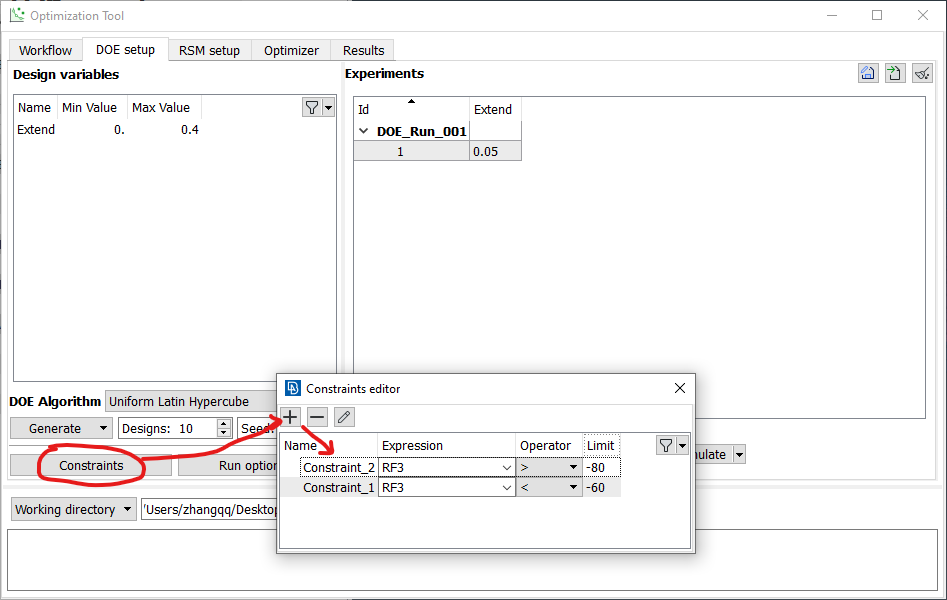 Optimization Tool
Workflow DOE setup RSM setup Optimizer Results
Design variables
Experiments
Name Min Value Max Value
Extend 0. 0.4
Id Extend
DOE_Run_001
1 0.05
DOE Algorithm Uniform Latin Hypercube
Generate Designs: 10 Seed:
Constraints Run option
Working directory '/Users/zhangqq/Desktop
Constraints editor
Name Expression Operator Limit
Constraint_2 RF3 > -80
Constraint_1 RF3 < -60